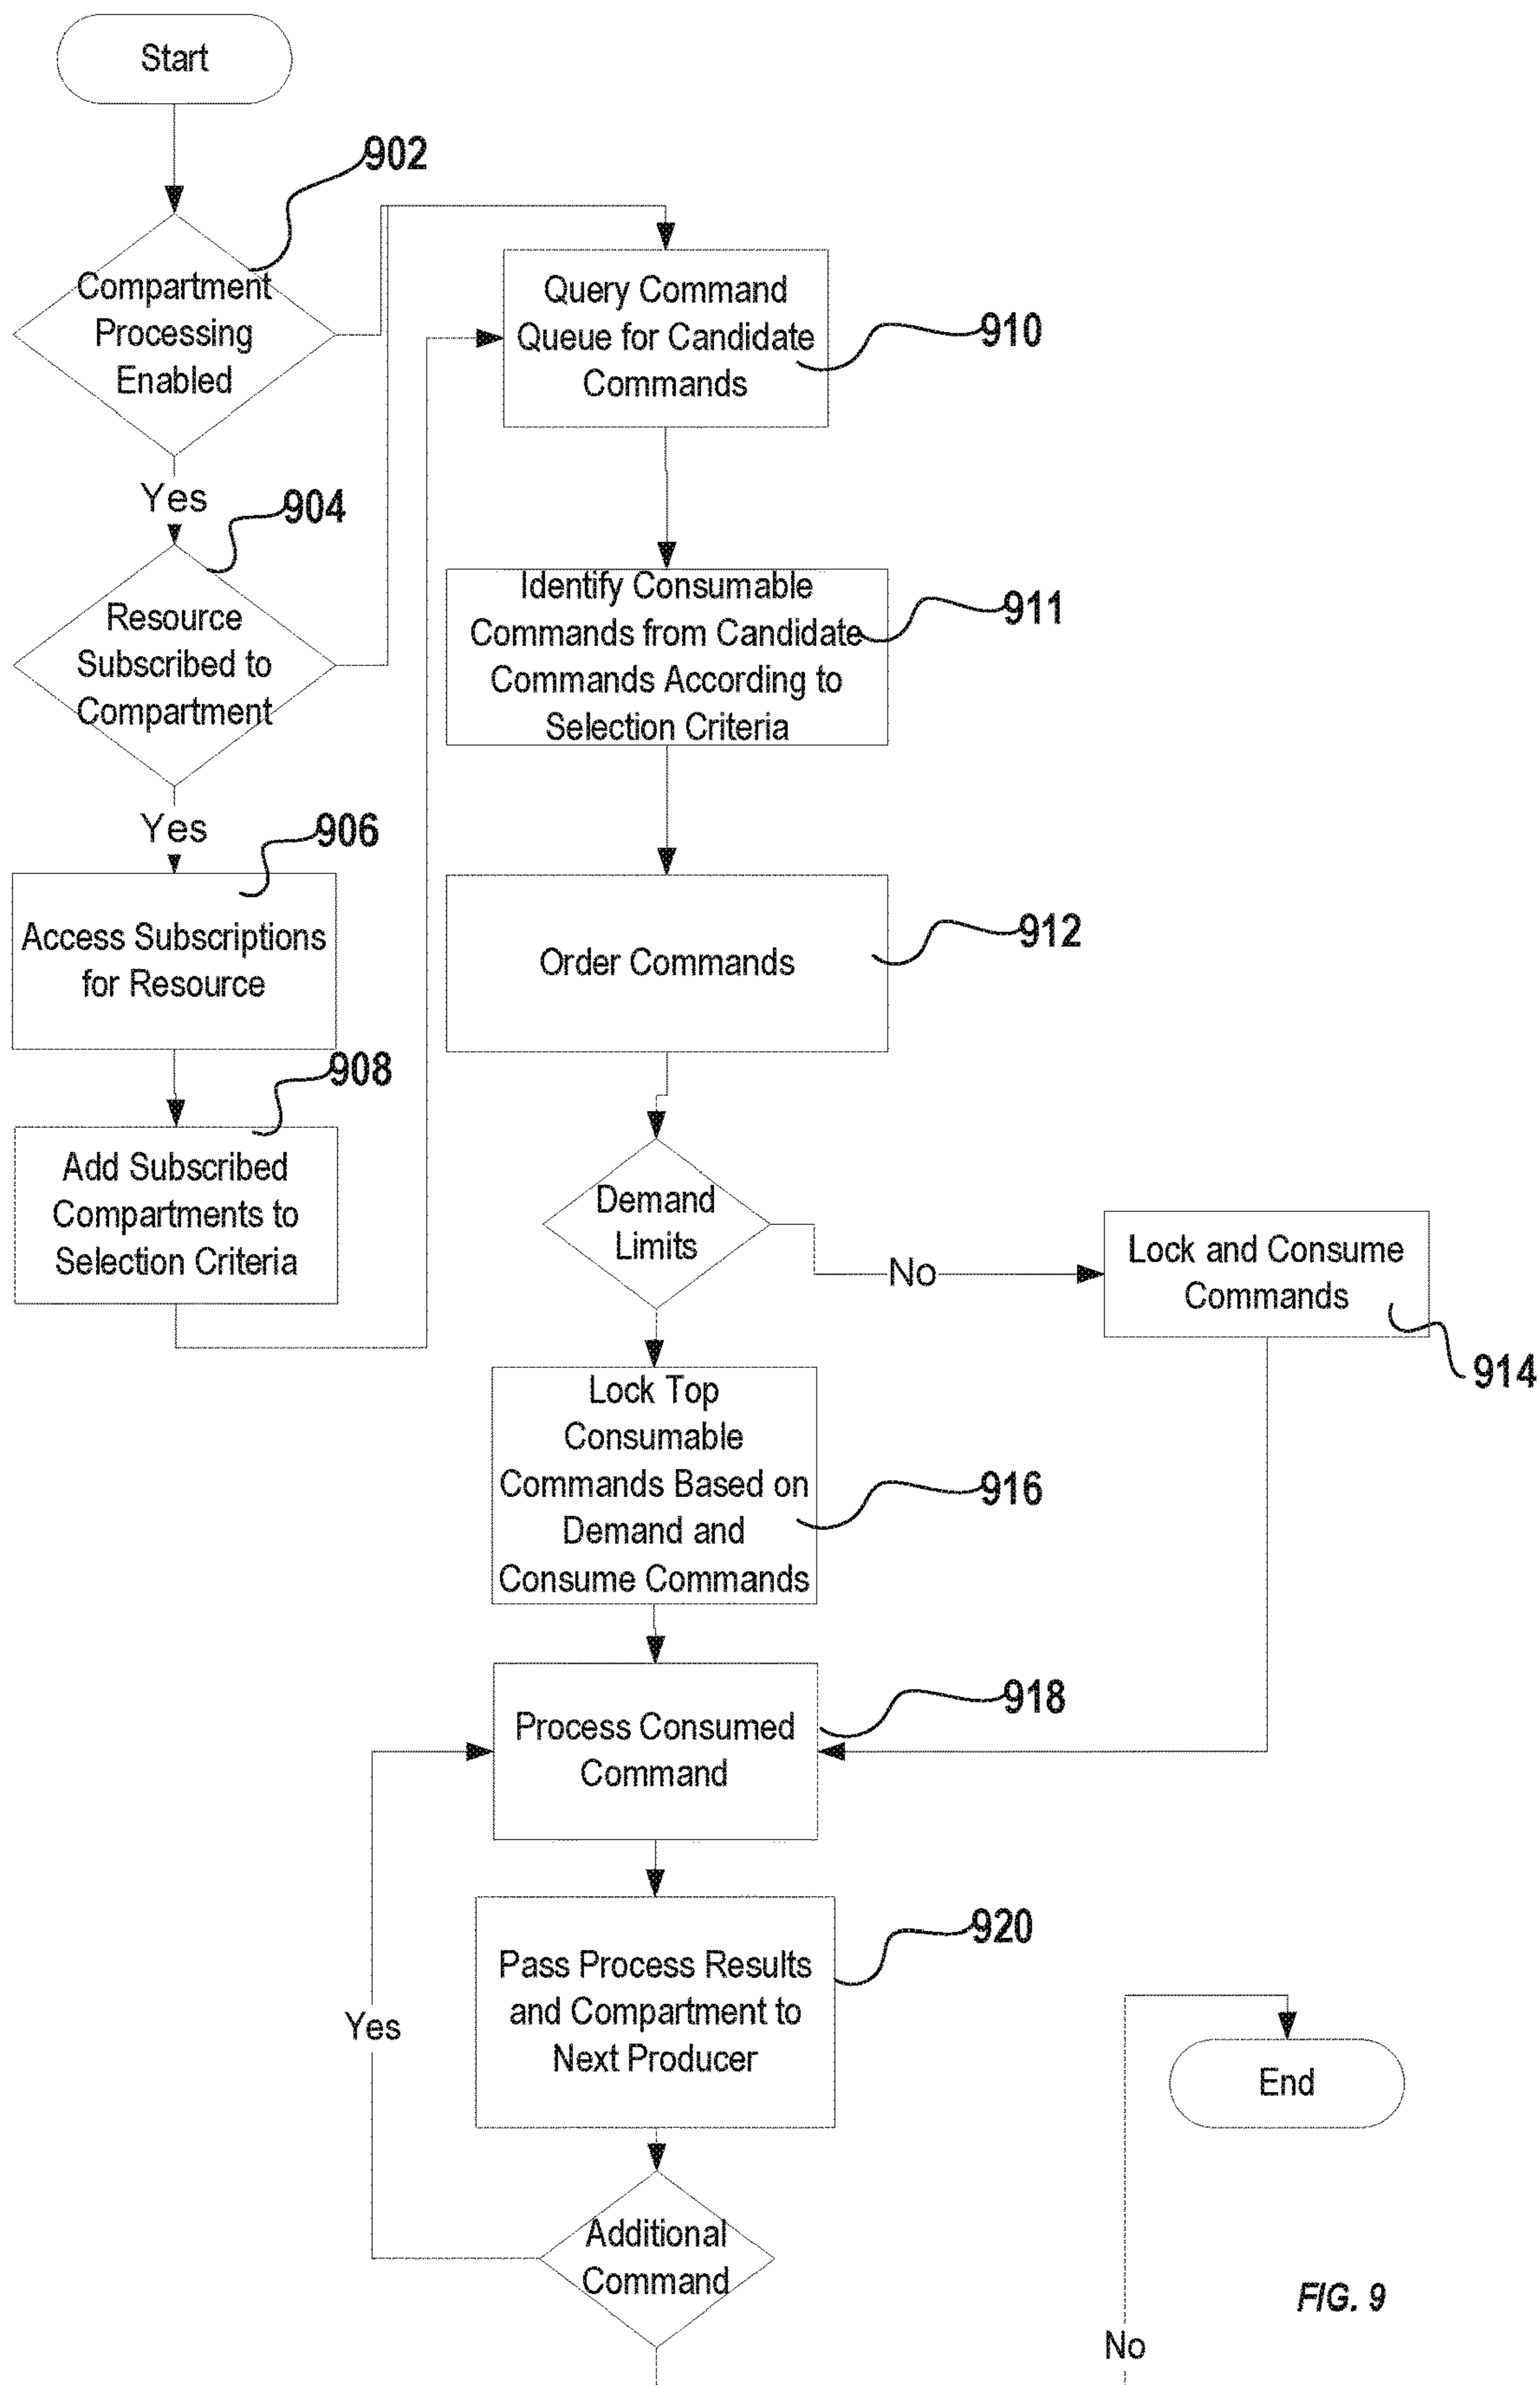 Start
902
Compartment
Processing
Enabled
Yes
904
Resource
Subscribed to
Compartment
Yes
906
Access Subscriptions
for Resource
908
Add Subscribed
Compartments to
Selection Criteria
Query Command
Queue for Candidate
Commands
910
Identify Consumable
Commands from Candidate
Commands According to
Selection Criteria
911
Order Commands
912
Demand
Limits
No
Lock and Consume
Commands
914
Lock Top
Consumable
Commands Based on
Demand and
Consume Commands
916
Process Consumed
Command
918
Pass Process Results
and Compartment to
Next Producer
920
Yes
Additional
Command
No
End
FIG. 9